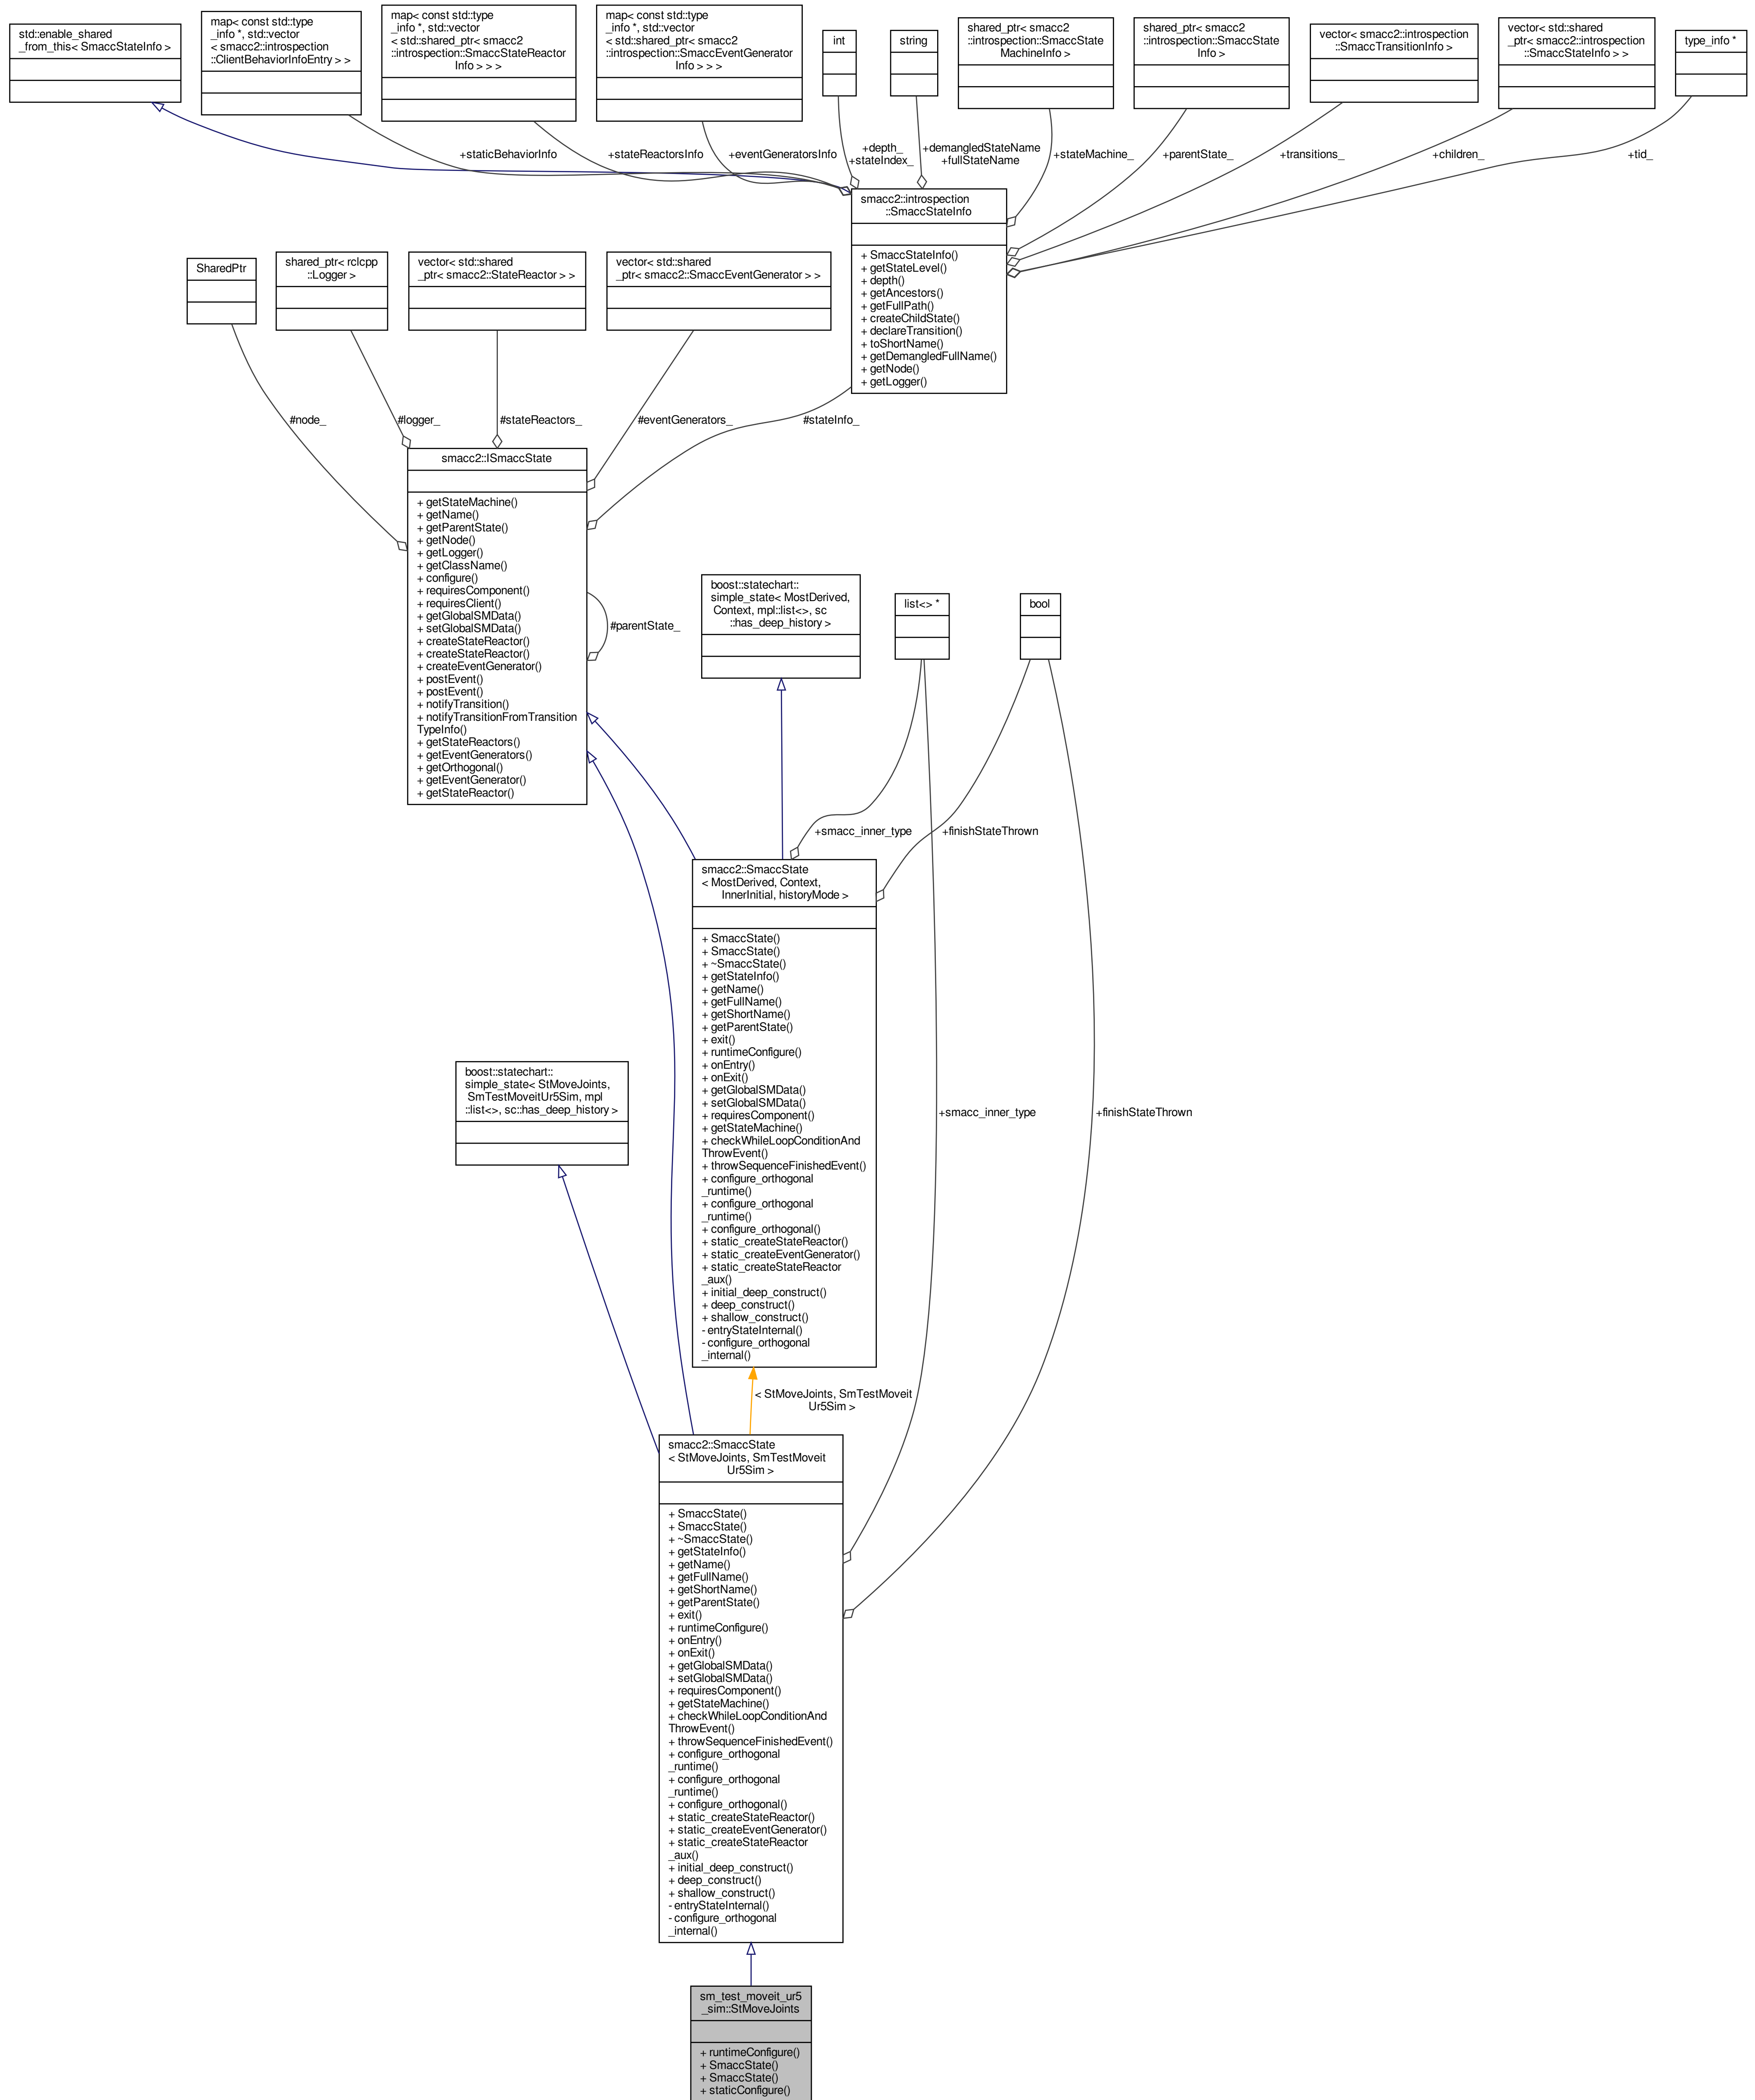 std::enable_shared
_from_this< SmaccStateInfo >
map< const std::type
_info *, std::vector
< smacc2::introspection
::ClientBehaviorInfoEntry > >
map< const std::type
_info *, std::vector
< std::shared_ptr< smacc2
::introspection::SmaccStateReactor
Info > > >
map< const std::type
_info *, std::vector
< std::shared_ptr< smacc2
::introspection::SmaccEventGenerator
Info > > >
int
string
shared_ptr< smacc2
::introspection::SmaccState
MachineInfo >
shared_ptr< smacc2
::introspection::SmaccState
Info >
vector< smacc2::introspection
::SmaccTransitionInfo >
vector< std::shared
_ptr< smacc2::introspection
::SmaccStateInfo > >
type_info *
+staticBehaviorInfo
+stateReactorsInfo
+eventGeneratorsInfo
+depth_
+stateIndex_
+demangledStateName
+fullStateName
+stateMachine_
+parentState_
+transitions_
+children_
+tid_
smacc2::introspection
::SmaccStateInfo
+ SmaccStateInfo()
+ getStateLevel()
+ depth()
+ getAncestors()
+ getFullPath()
+ createChildState()
+ declareTransition()
+ toShortName()
+ getDemangledFullName()
+ getNode()
+ getLogger()
SharedPtr
shared_ptr< rclcpp
::Logger >
vector< std::shared
_ptr< smacc2::StateReactor > >
vector< std::shared
_ptr< smacc2::SmaccEventGenerator > >
#node_
#logger_
#stateReactors_
#eventGenerators_
#stateInfo_
smacc2::ISmaccState
+ getStateMachine()
+ getName()
+ getParentState()
+ getNode()
+ getLogger()
+ getClassName()
+ configure()
+ requiresComponent()
+ requiresClient()
+ getGlobalSMData()
+ setGlobalSMData()
+ createStateReactor()
+ createStateReactor()
+ createEventGenerator()
+ postEvent()
+ postEvent()
+ notifyTransition()
+ notifyTransitionFromTransition
TypeInfo()
+ getStateReactors()
+ getEventGenerators()
+ getOrthogonal()
+ getEventGenerator()
+ getStateReactor()
#parentState_
boost::statechart::
simple_state< MostDerived,
Context, mpl::list<>, sc
::has_deep_history >
list<> *
bool
+smacc_inner_type
+finishStateThrown
smacc2::SmaccState
< MostDerived, Context,
InnerInitial, historyMode >
+ SmaccState()
+ SmaccState()
+ ~SmaccState()
+ getStateInfo()
+ getName()
+ getFullName()
+ getShortName()
+ getParentState()
+ exit()
+ runtimeConfigure()
+ onEntry()
+ onExit()
+ getGlobalSMData()
+ setGlobalSMData()
+ requiresComponent()
+ getStateMachine()
+ checkWhileLoopConditionAnd
ThrowEvent()
+ throwSequenceFinishedEvent()
+ configure_orthogonal
_runtime()
+ configure_orthogonal
_runtime()
+ configure_orthogonal()
+ static_createStateReactor()
+ static_createEventGenerator()
+ static_createStateReactor
_aux()
+ initial_deep_construct()
+ deep_construct()
+ shallow_construct()
- entryStateInternal()
- configure_orthogonal
_internal()
boost::statechart::
simple_state< StMoveJoints,
SmTestMoveitUr5Sim, mpl
::list<>, sc::has_deep_history >
+smacc_inner_type
+finishStateThrown
< StMoveJoints, SmTestMoveit
Ur5Sim >
smacc2::SmaccState
< StMoveJoints, SmTestMoveit
Ur5Sim >
+ SmaccState()
+ SmaccState()
+ ~SmaccState()
+ getStateInfo()
+ getName()
+ getFullName()
+ getShortName()
+ getParentState()
+ exit()
+ runtimeConfigure()
+ onEntry()
+ onExit()
+ getGlobalSMData()
+ setGlobalSMData()
+ requiresComponent()
+ getStateMachine()
+ checkWhileLoopConditionAnd
ThrowEvent()
+ throwSequenceFinishedEvent()
+ configure_orthogonal
_runtime()
+ configure_orthogonal
_runtime()
+ configure_orthogonal()
+ static_createStateReactor()
+ static_createEventGenerator()
+ static_createStateReactor
_aux()
+ initial_deep_construct()
+ deep_construct()
+ shallow_construct()
- entryStateInternal()
- configure_orthogonal
_internal()
sm_test_moveit_ur5
_sim::StMoveJoints
+ runtimeConfigure()
+ SmaccState()
+ SmaccState()
+ staticConfigure()